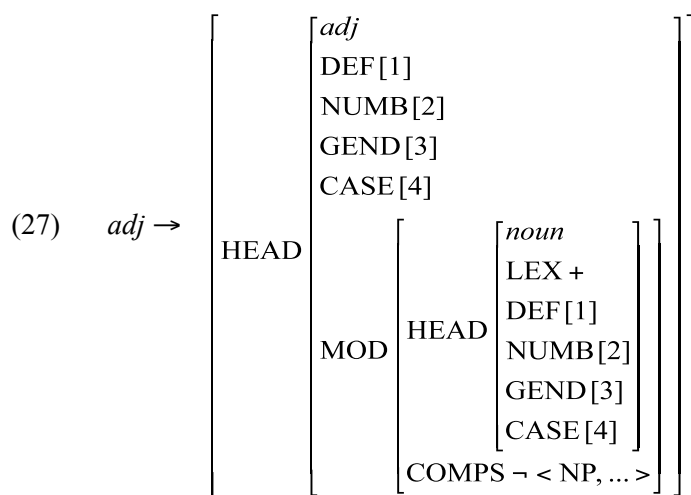 adj
DEF[1]
NUMB[2]
GEND[3]
CASE[4]
(27) adj → HEAD
noun
LEX +
DEF[1]
MOD HEAD NUMB[2]
GEND[3]
CASE[4]
COMPS ¬ < NP, ... >